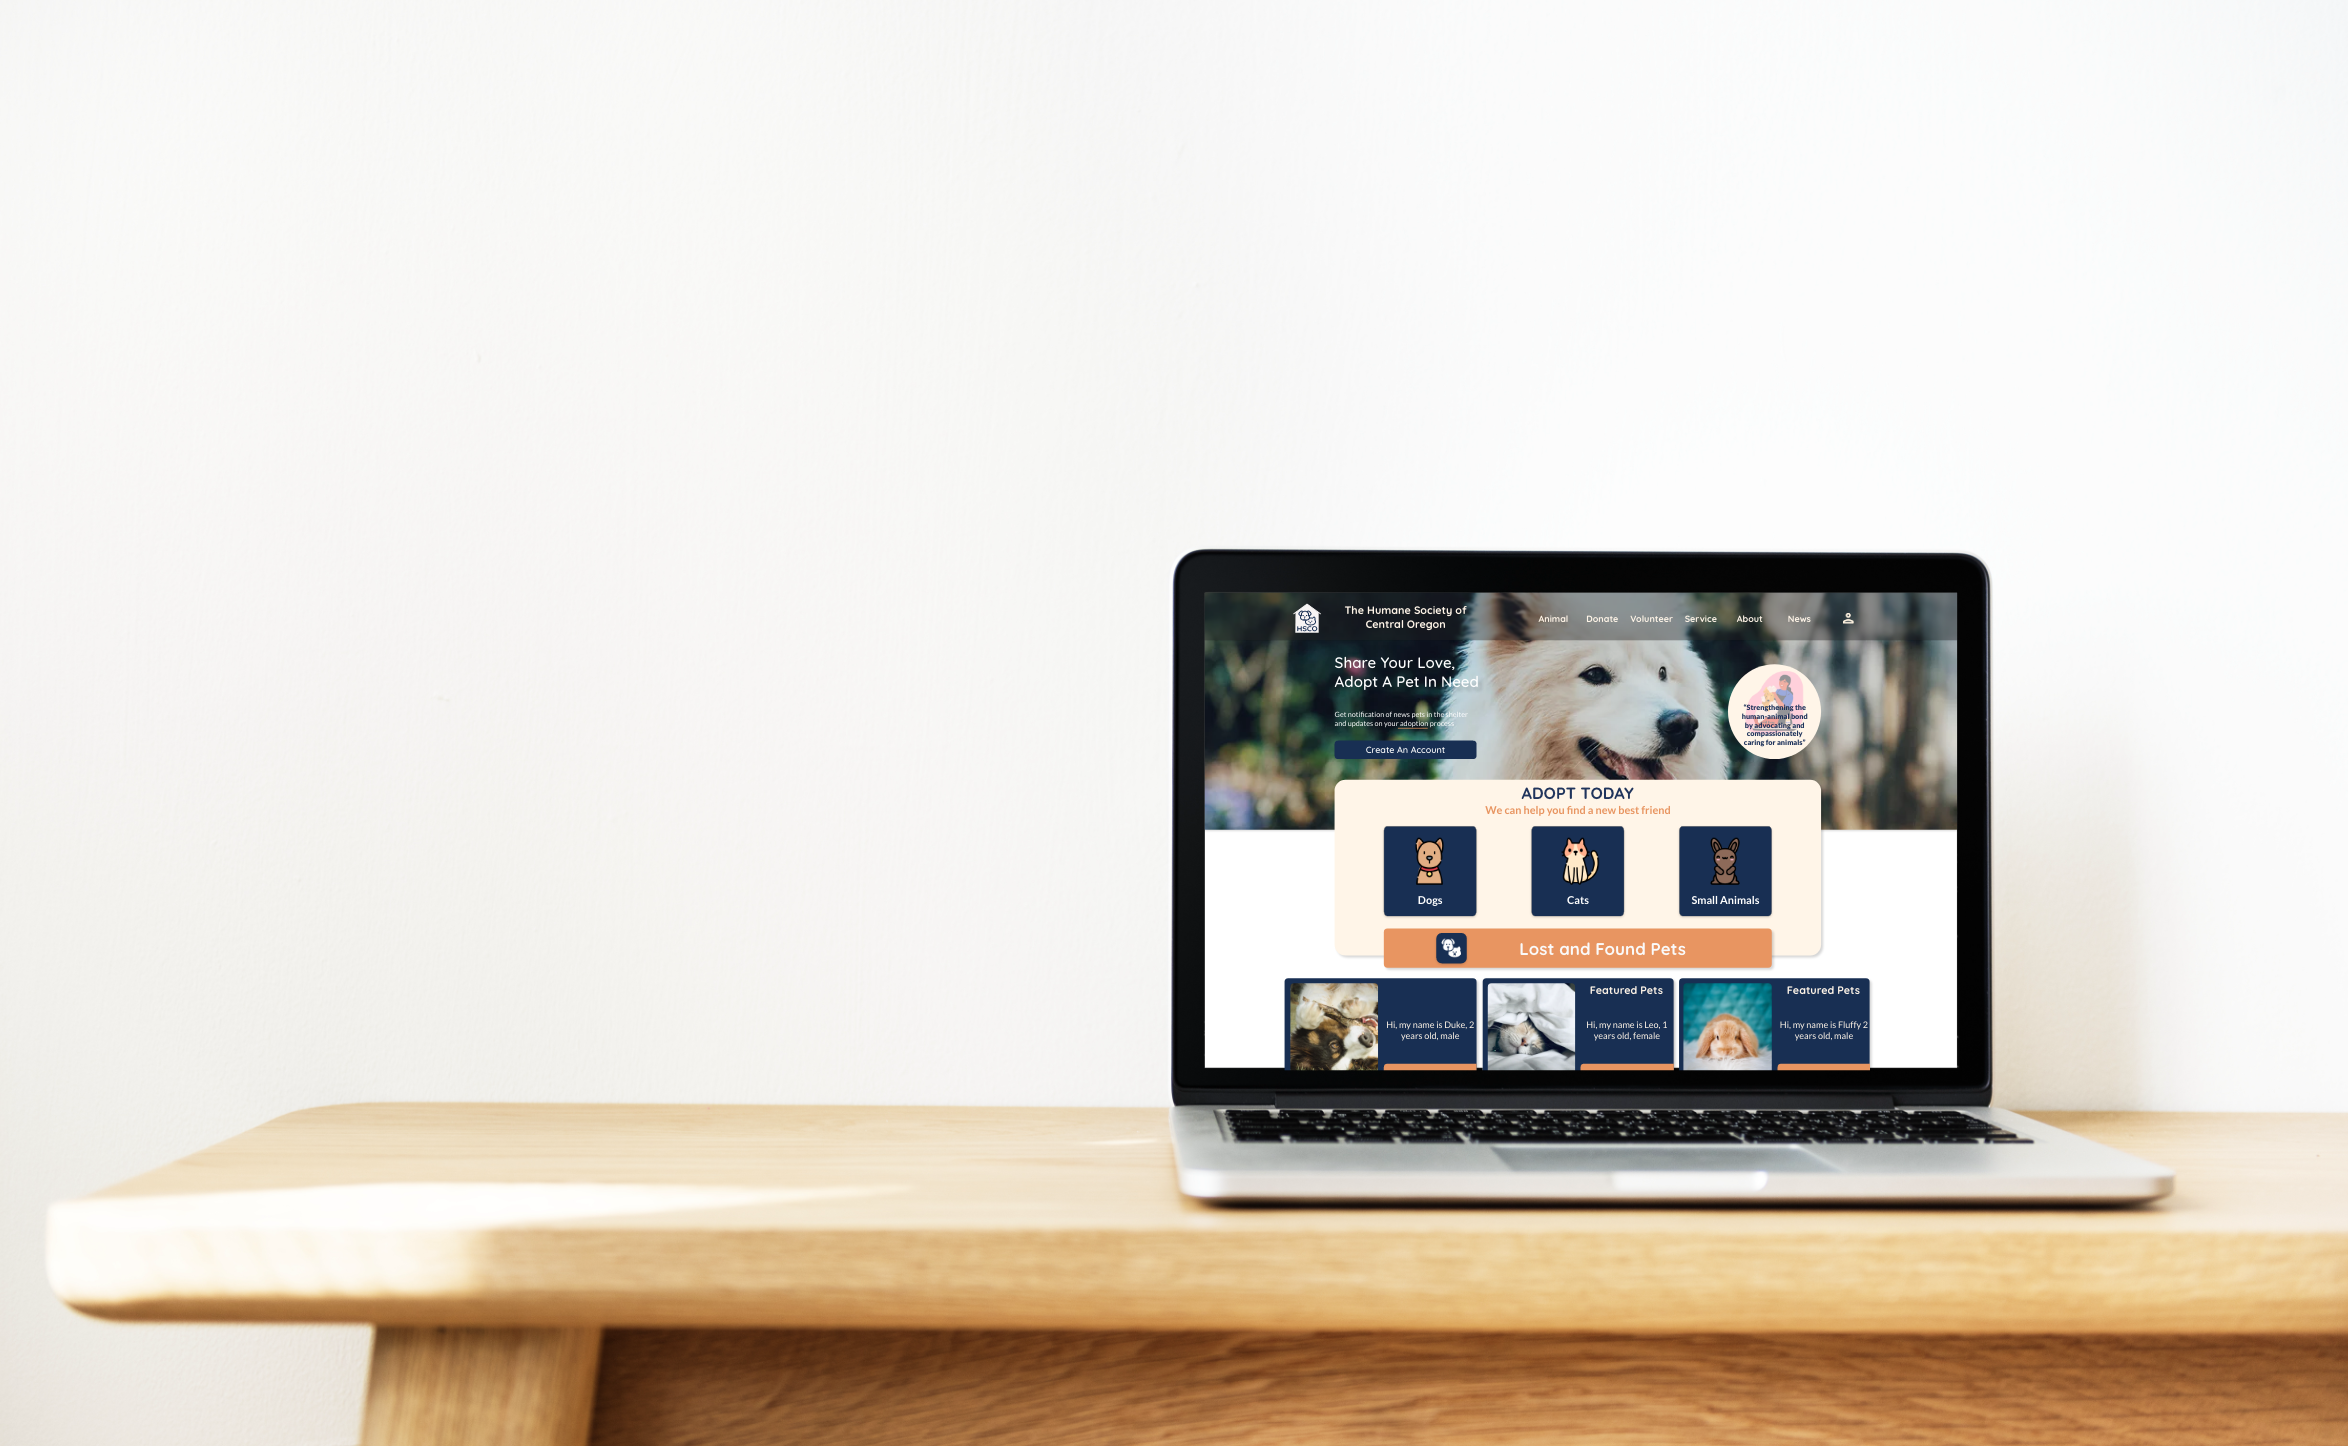 HSCO
The Humane Society of
Central Oregon
Animal Donate Volunteer Service About News
Share Your Love,
Adopt A Pet In Need
Get notification of news pets in the shelter
and updates on your adoption process
Create An Account
"Strengthening the
human-animal bond
by advocating and
compassionately
caring for animals"
ADOPT TODAY
We can help you find a new best friend
Dogs
Cats
Small Animals
Lost and Found Pets
Hi, my name is Duke, 2
years old, male
Featured Pets
Hi, my name is Leo, 1
years old, female
Featured Pets
Hi, my name is Fluffy 2
years old, male